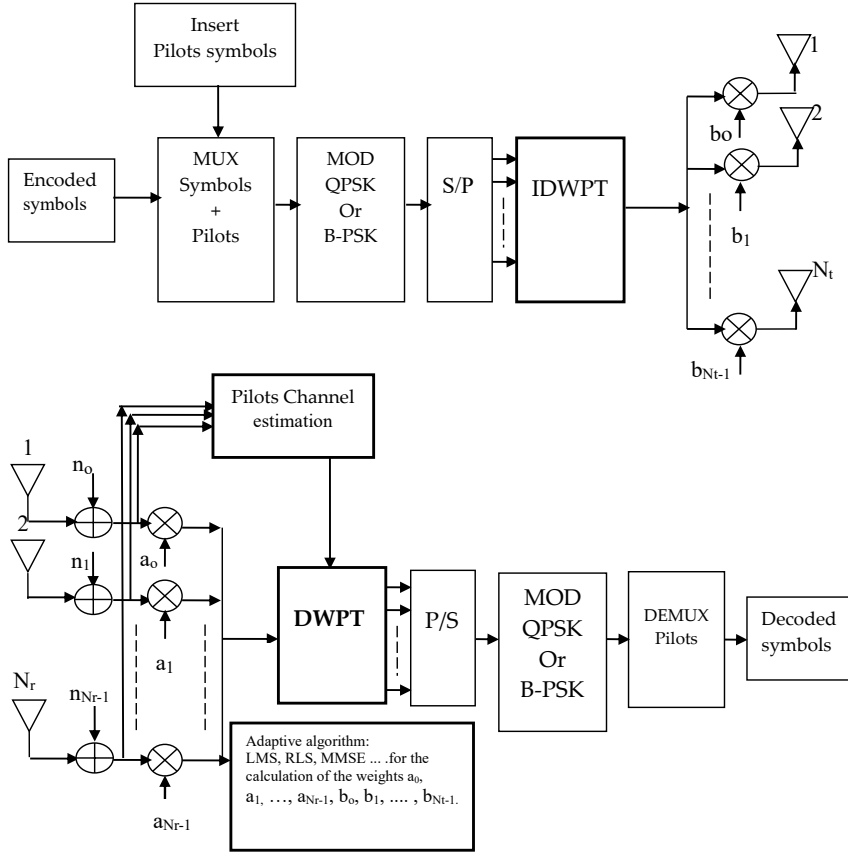 Insert
Pilots symbols
1
bo
2
Encoded
symbols
MUX
Symbols
+
Pilots
MOD
QPSK
Or
B-PSK
S/P
IDWPT
b1
Nt
bNt-1
Pilots Channel
estimation
1
no
ao
2
n1
a1
DWPT
P/S
MOD
QPSK
Or
B-PSK
DEMUX
Pilots
Decoded
symbols
Nr
nNr-1
aNr-1
Adaptive algorithm:
LMS, RLS, MMSE ... .for the
calculation of the weights a0,
a1, …, aNr-1, bo, b1, .... , bNt-1.